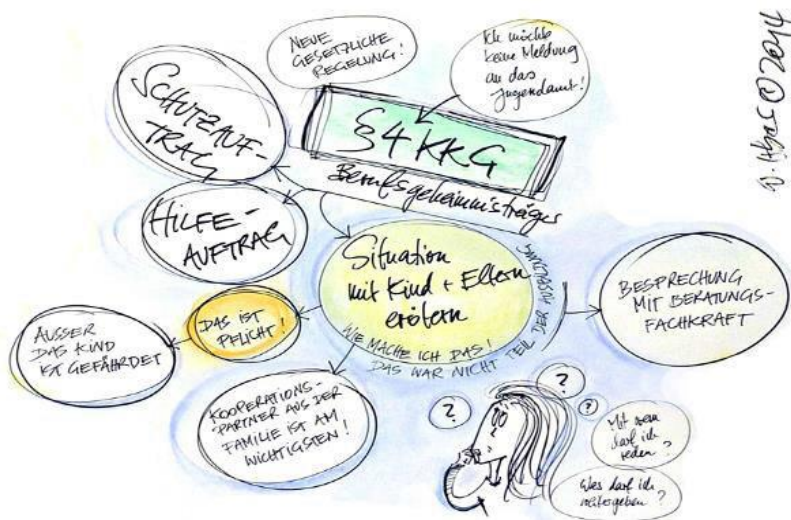 NEUE
GESETZLICHE
REGELUNG!
Ich möchte
keine Meldung
an das
Jugendamt!
©2014
SCHUTZAUF-
TRAG
§4 KKG
Berufsgeheimnisträger
HILFE-
AUFTRAG
Situation
mit Kind + Eltern
erötern
WIE MACHE ICH DAS!
DAS WAR NICHT TEIL DER
BESPRECHUNG
MIT BERATUNGS-
FACHKRAFT
DAS IST
PFLICHT!
AUSSER
DAS KIND
IST GEFÄHRDET
KOOPERATIONS-
PARTNER AUS DER
FAMILIE IST AM
WICHTIGSTEN!
?
?
?
Mit wem
darf ich
reden?
Was darf ich
weitergeben?